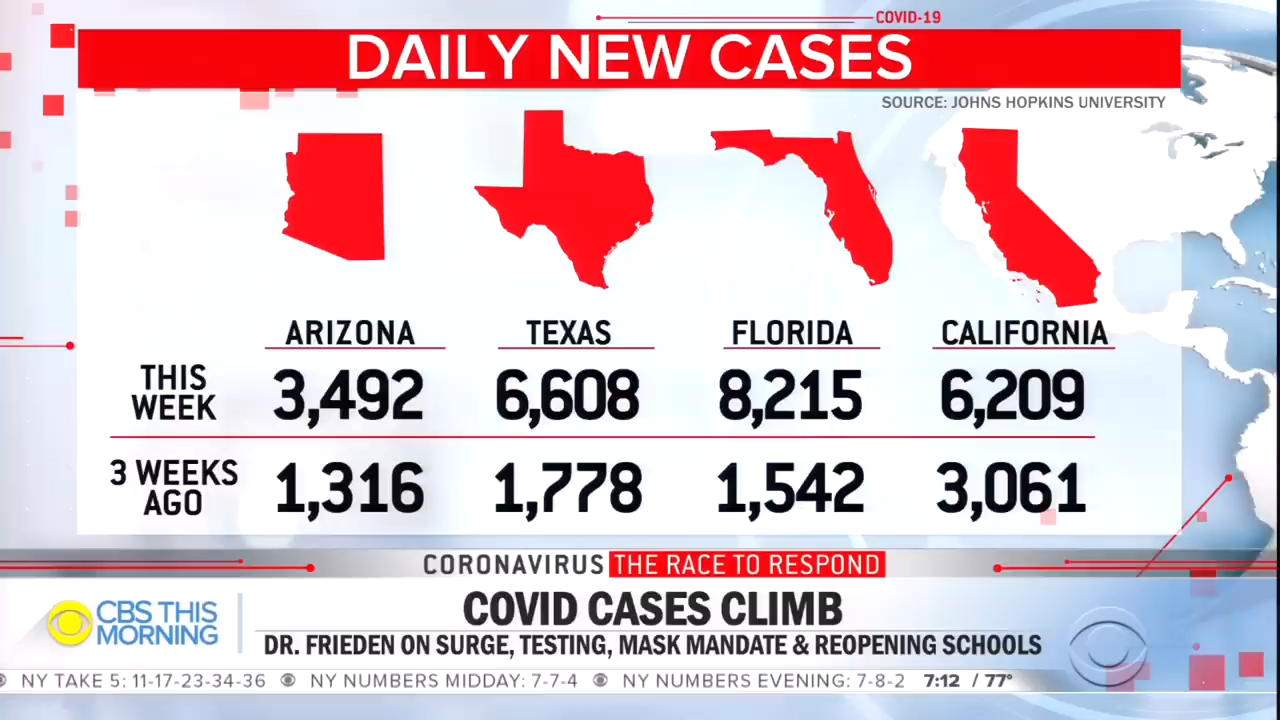 COVID-19
DAILY NEW CASES
SOURCE: JOHNS HOPKINS UNIVERSITY
ARIZONA TEXAS FLORIDA CALIFORNIA
THIS
WEEK
3,492 6,608 8,215 6,209
3 WEEKS
AGO
1,316 1,778 1,542 3,061
CORONAVIRUS THE RACE TO RESPOND
CBS THIS
MORNING
COVID CASES CLIMB
DR. FRIEDEN ON SURGE, TESTING, MASK MANDATE & REOPENING SCHOOLS
NY TAKE 5: 11-17-23-34-36 NY NUMBERS MIDDAY: 7-7-4 NY NUMBERS EVENING: 7-8-2 7:12 / 77°